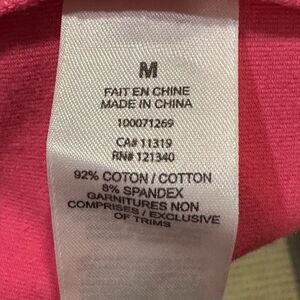 M
FAIT EN CHINE
MADE IN CHINA
100071269
CA# 11319
RN# 121340
92% COTON / COTTON
8% SPANDEX
GARNITURES NON
COMPRISES / EXCLUSIVE
OF TRIMS